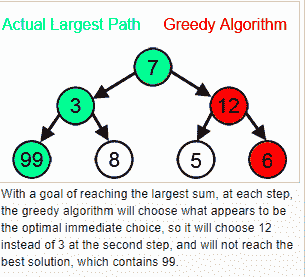 Actual Largest Path Greedy Algorithm
7
3 12
99 8 5 6
With a goal of reaching the largest sum, at each step,
the greedy algorithm will choose what appears to be
the optimal immediate choice, so it will choose 12
instead of 3 at the second step, and will not reach the
best solution, which contains 99.